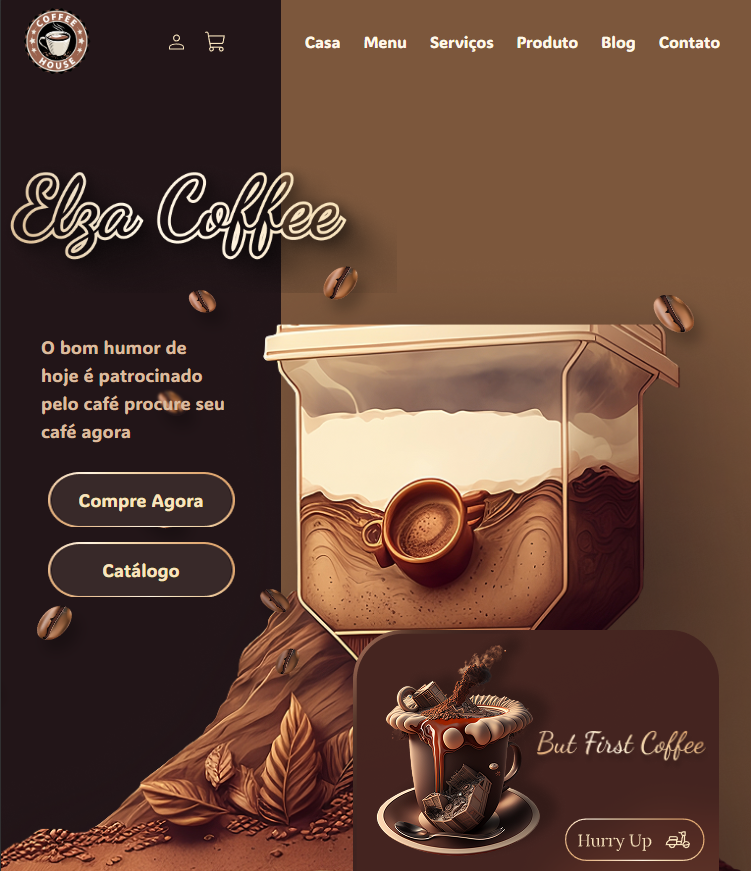 COFFEE
HOUSE
Casa Menu Serviços Produto Blog Contato
Elza Coffee
O bom humor de
hoje é patrocinado
pelo café procure seu
café agora
Compre Agora
Catálogo
But First Coffee
Hurry Up